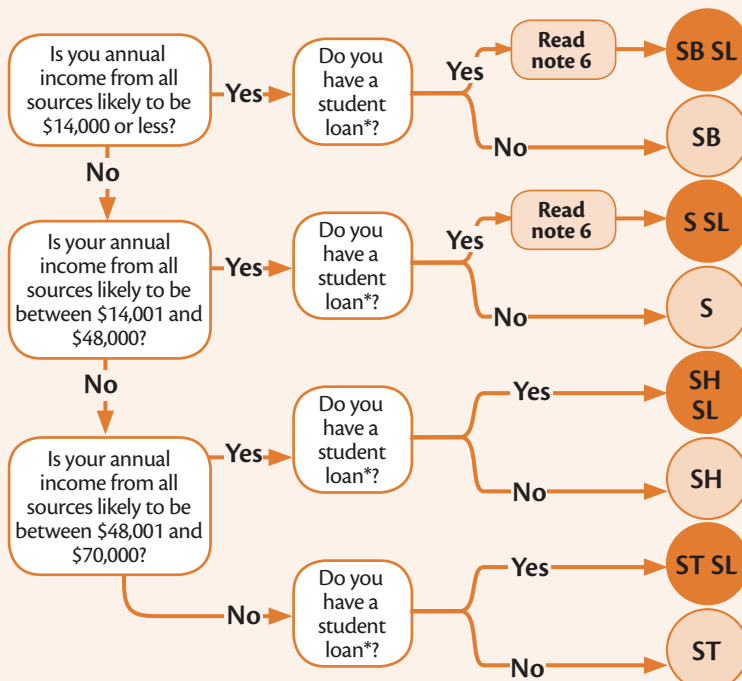 Is you annual
income from all
sources likely to be
$14,000 or less?
Yes
Do you
have a
student
loan*?
Yes
Read
note 6
SB SL
No
SB
No
Is your annual
income from all
sources likely to be
between $14,001 and
$48,000?
Yes
Do you
have a
student
loan*?
Yes
Read
note 6
S SL
No
S
No
Is your annual
income from all
sources likely to be
between $48,001 and
$70,000?
Yes
Do you
have a
student
loan*?
Yes
SH
SL
No
SH
No
Do you
have a
student
loan*?
Yes
ST SL
No
ST